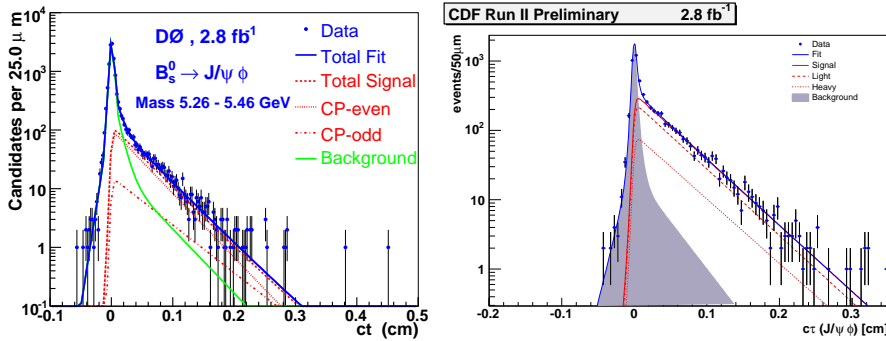 DØ , 2.8 fb⁻¹
B⁰ₛ → J/ψ φ
Mass 5.26 - 5.46 GeV
Data
Total Fit
Total Signal
CP-even
CP-odd
Background
Candidates per 25.0 μ m
10⁴
10³
10²
10
1
10⁻¹
0 0.1 0.2 0.3 0.4 0.5
ct (cm)
CDF Run II Preliminary 2.8 fb⁻¹
Data
Fit
Signal
Light
Heavy
Background
events/50μm
10³
10²
10
1
-0.2 -0.1 0 0.1 0.2 0.3
cτ (J/ψ φ) [cm]